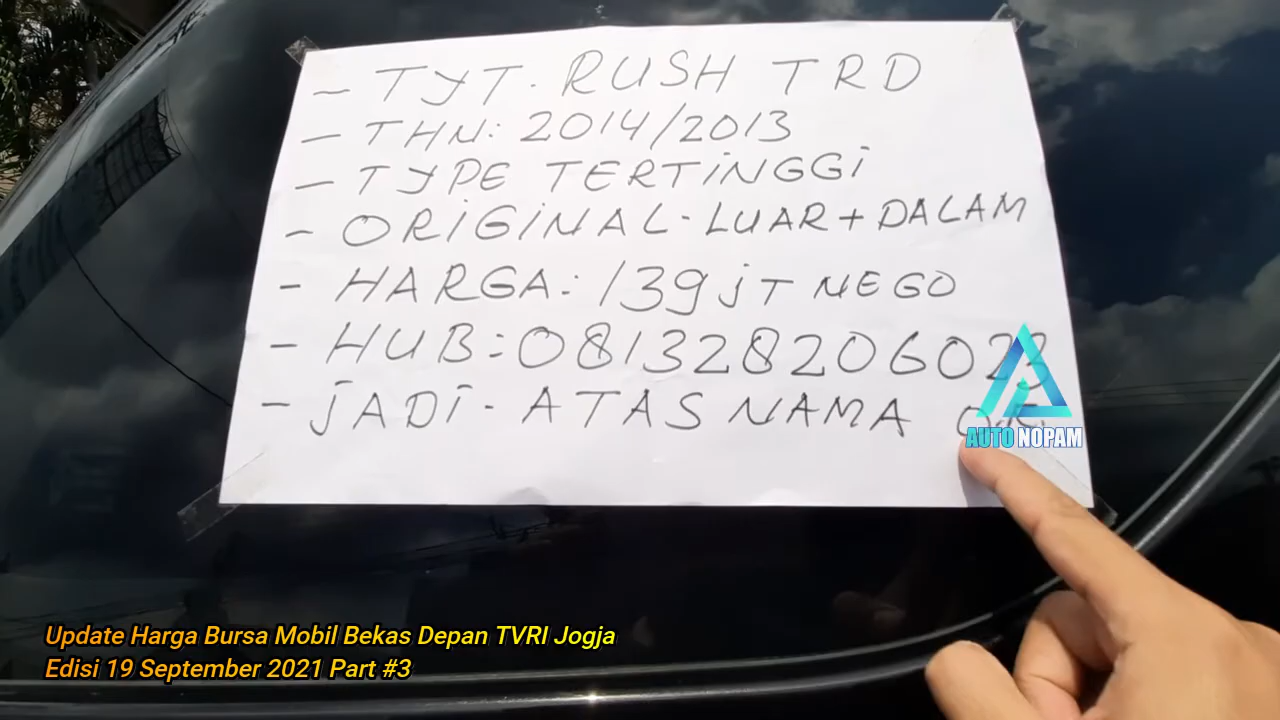 - TYT. RUSH TRD
- THN: 2014/2013
- TYPE TERTiNGGi
- ORiGiNAL - LUAR + DALAM
- HARGA: 139 jT NEGO
- HUB: 081328206023
- jADi - ATAS NAMA O.K.
AUTO NOPAM
Update Harga Bursa Mobil Bekas Depan TVRI Jogja
Edisi 19 September 2021 Part #3